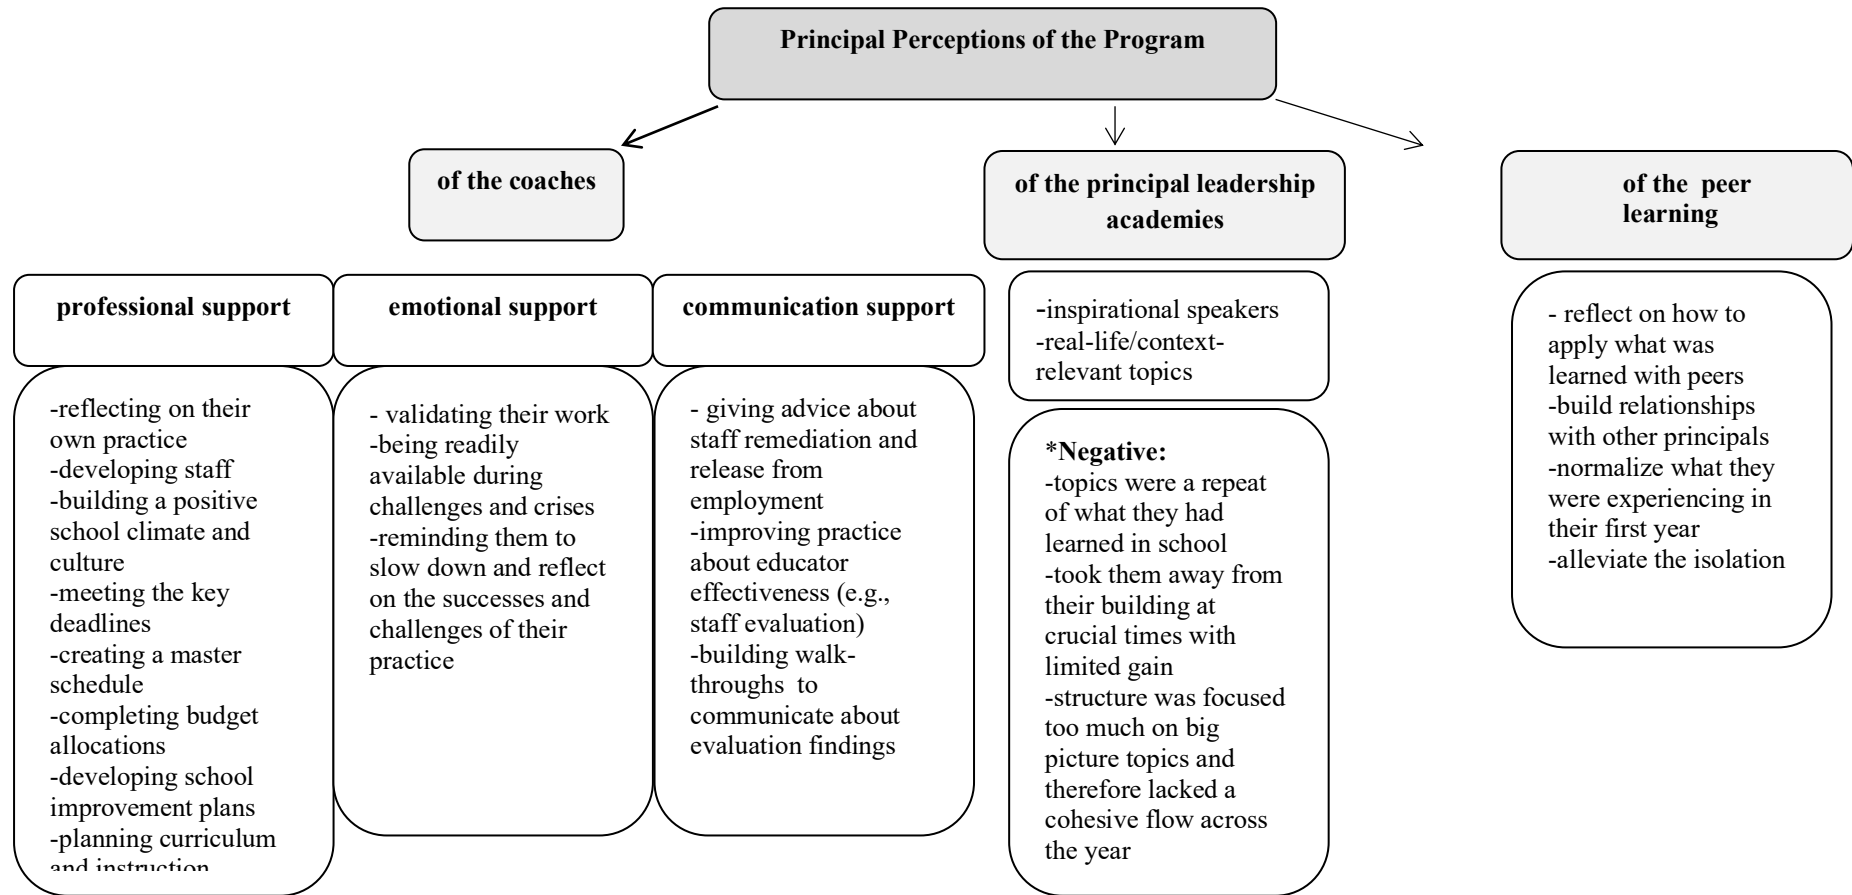 Principal Perceptions of the Program
of the coaches
professional support
-reflecting on their
own practice
-developing staff
-building a positive
school climate and
culture
-meeting the key
deadlines
-creating a master
schedule
-completing budget
allocations
-developing school
improvement plans
-planning curriculum
and instruction
emotional support
- validating their work
-being readily
available during
challenges and crises
-reminding them to
slow down and reflect
on the successes and
challenges of their
practice
communication support
- giving advice about
staff remediation and
release from
employment
-improving practice
about educator
effectiveness (e.g.,
staff evaluation)
-building walk-
throughs  to
communicate about
evaluation findings
of the principal leadership
academies
-inspirational speakers
-real-life/context-
relevant topics
*Negative:
-topics were a repeat
of what they had
learned in school
-took them away from
their building at
crucial times with
limited gain
-structure was focused
too much on big
picture topics and
therefore lacked a
cohesive flow across
the year
of the  peer
learning
- reflect on how to
apply what was
learned with peers
-build relationships
with other principals
-normalize what they
were experiencing in
their first year
-alleviate the isolation